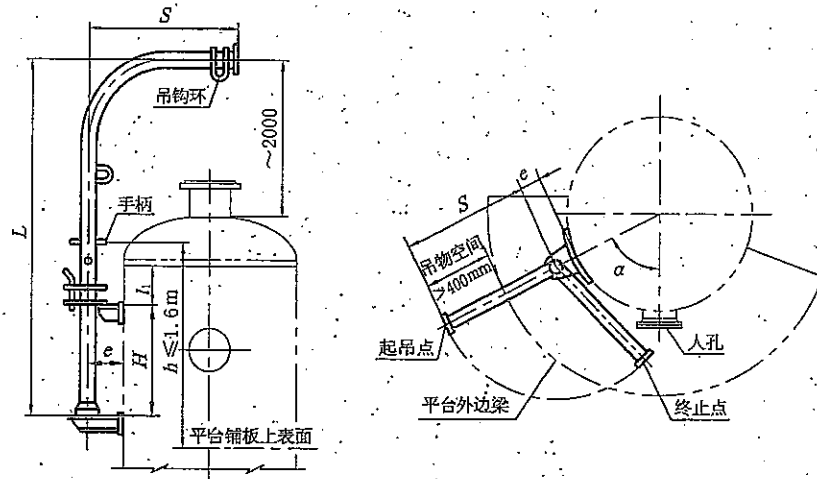 S
吊钩环
~2000
L
手柄
l₁
e
H
h≤1.6m
平台铺板上表面
e
S
吊物空间
>400mm
α
起吊点
人孔
平台外边梁
终止点